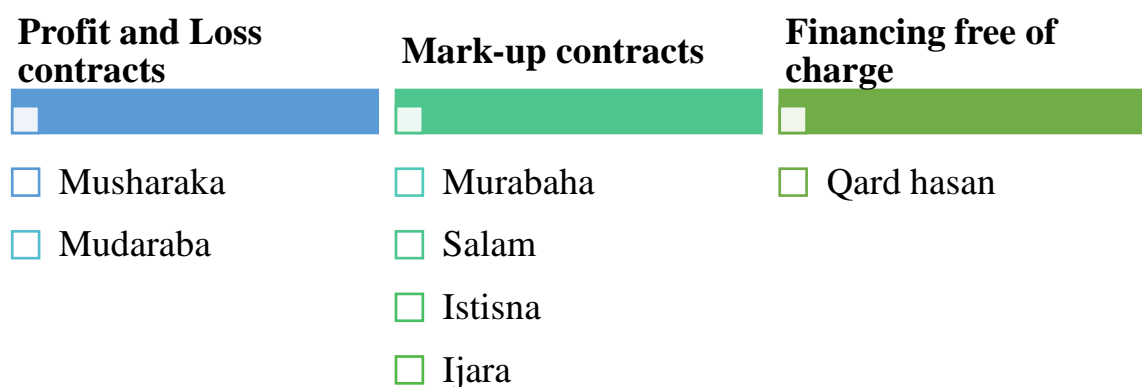 Profit and Loss
contracts
Musharaka
Mudaraba
Mark-up contracts
Murabaha
Salam
Istisna
Ijara
Financing free of
charge
Qard hasan